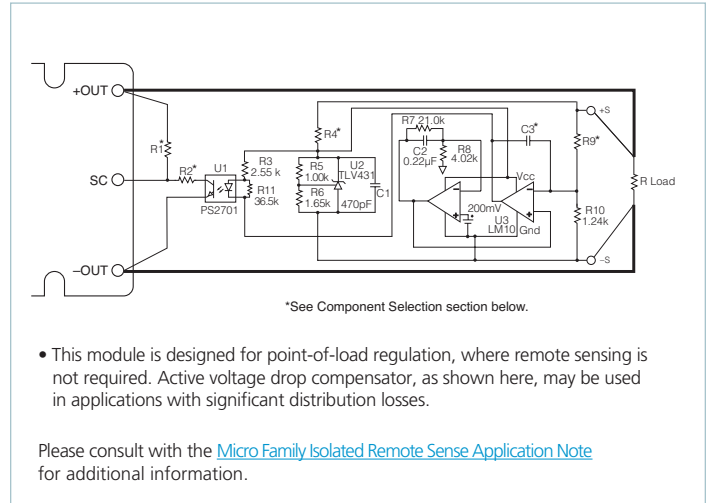 +OUT
SC
–OUT
R1*
R2*
U1
PS2701
R3
2.55 k
R11
36.5k
R4*
R5
1.00k
R6
1.65k
U2
TLV431
470pF
C1
R7 21.0k
C2
0.22µF
R8
4.02k
C3*
Vcc
200mV
U3
LM10 Gnd
+S
R9*
R10
1.24k
–S
R Load
*See Component Selection section below.
• This module is designed for point-of-load regulation, where remote sensing is
not required. Active voltage drop compensator, as shown here, may be used
in applications with significant distribution losses.
Please consult with the Micro Family Isolated Remote Sense Application Note
for additional information.